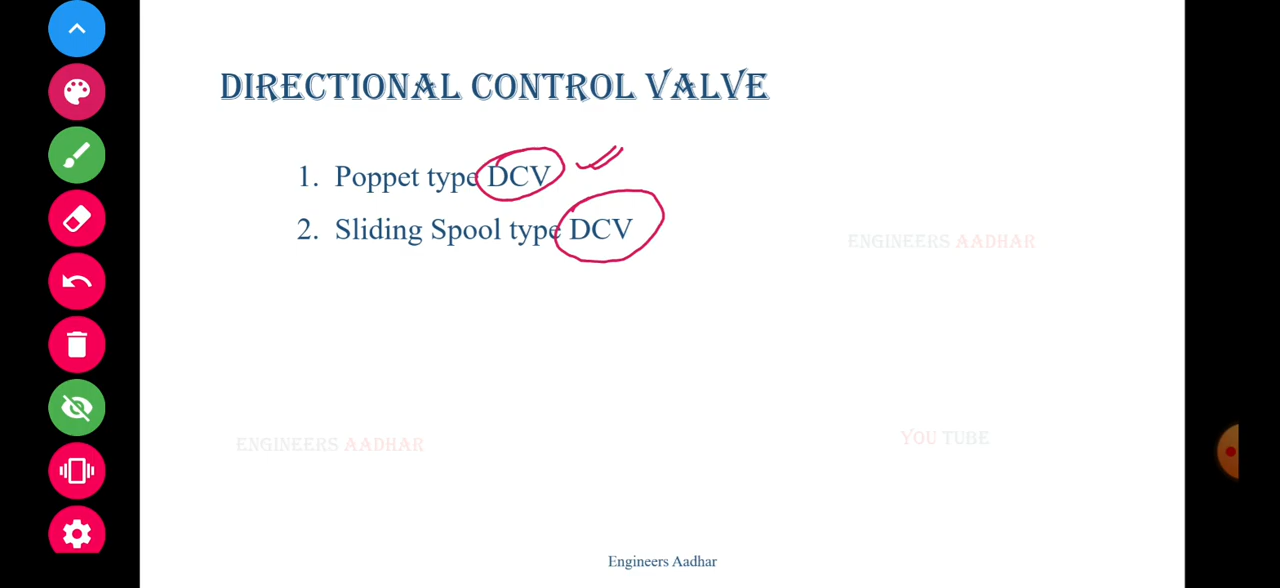 DIRECTIONAL CONTROL VALVE
1. Poppet type DCV
2. Sliding Spool type DCV
ENGINEERS AADHAR
ENGINEERS AADHAR
YOU TUBE
Engineers Aadhar